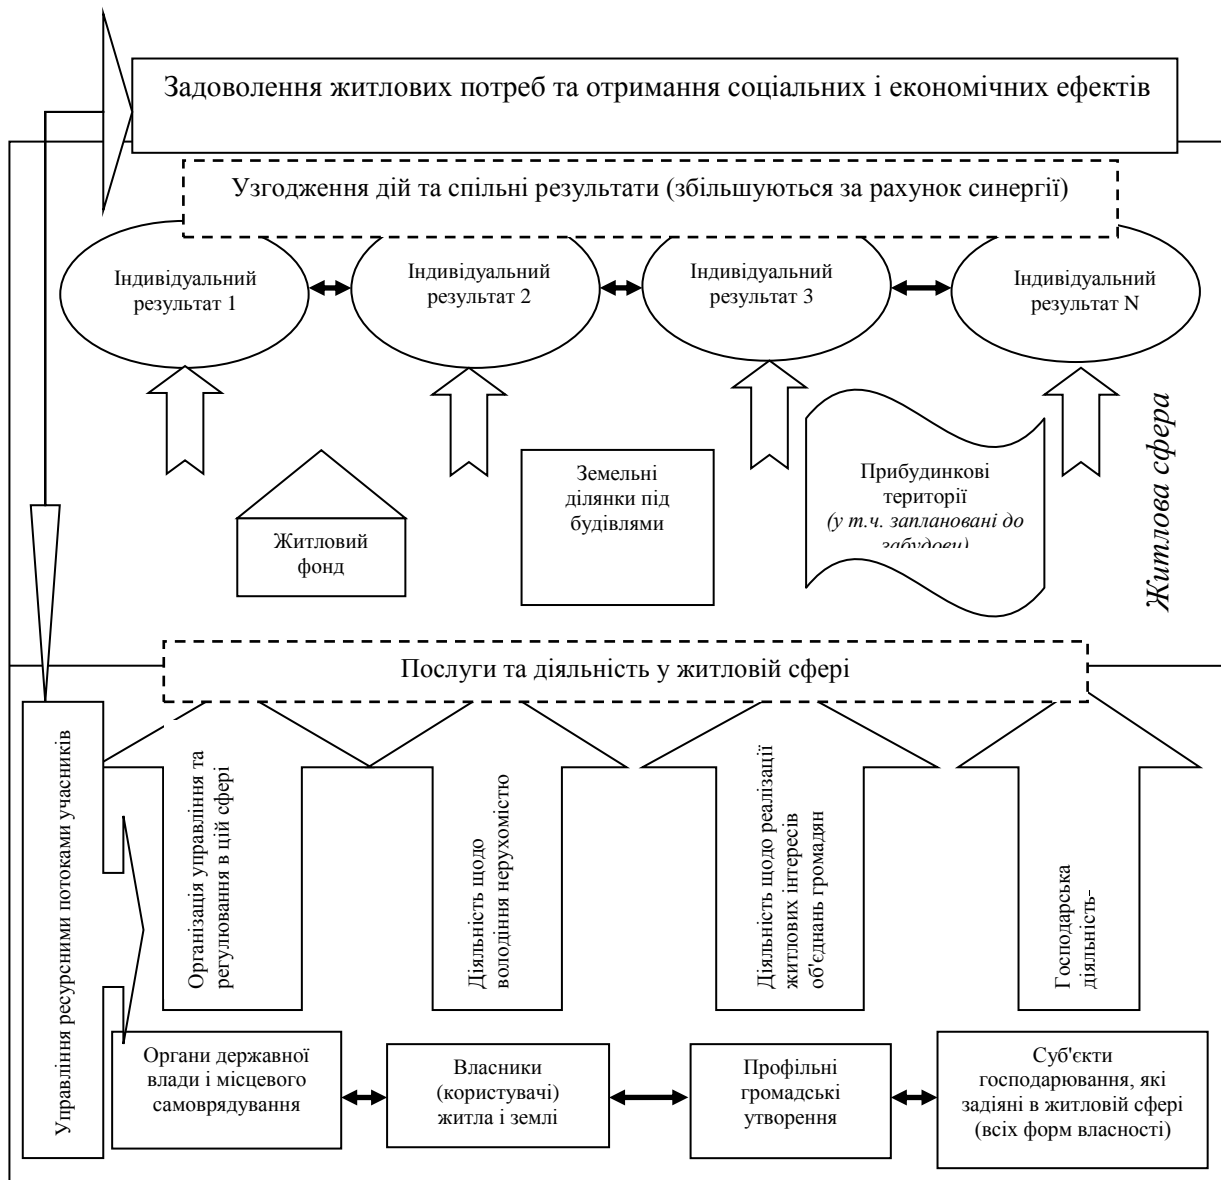 Задоволення житлових потреб та отримання соціальних і економічних ефектів
Узгодження дій та спільні результати (збільшуються за рахунок синергії)
Індивідуальний
результат 1
Індивідуальний
результат 2
Індивідуальний
результат 3
Індивідуальний
результат N
Житловий
фонд
Земельні
ділянки під
будівлями
Прибудинкові
території
(у т.ч. заплановані до
забудови)
Житлова сфера
Послуги та діяльність у житловій сфері
Управління ресурсними потоками учасників
Організація управління та
регулювання в цій сфері
Діяльність щодо
володіння нерухомістю
Діяльність щодо реалізації
житлових інтересів
об'єднань громадян
Господарська
діяльність-
Органи державної
влади і місцевого
самоврядування
Власники
(користувачі)
житла і землі
Профільні
громадські
утворення
Суб'єкти
господарювання, які
задіяні в житловій сфері
(всіх форм власності)